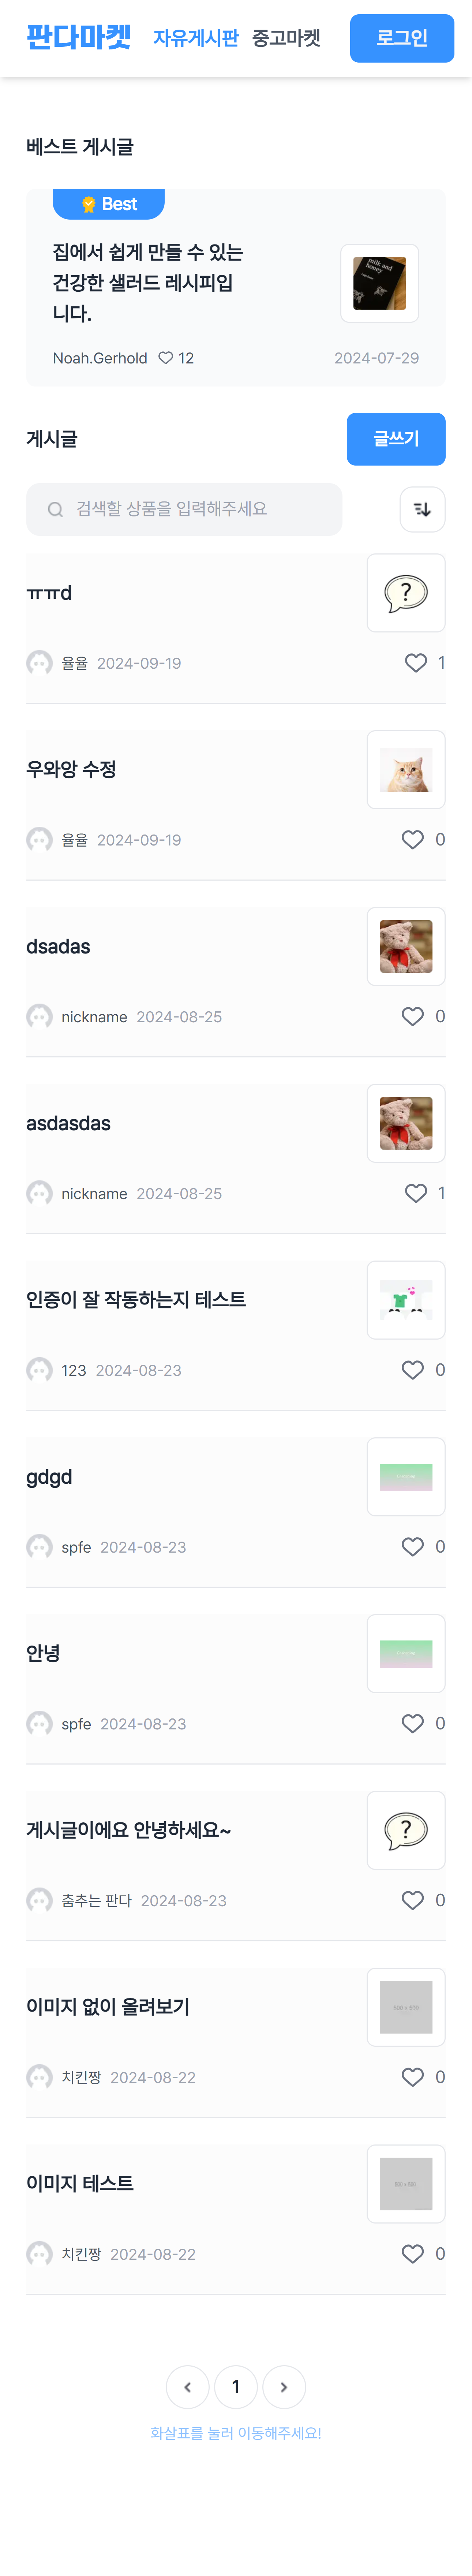 판다마켓 자유게시판 중고마켓 로그인
베스트 게시글
Best
집에서 쉽게 만들 수 있는
건강한 샐러드 레시피입
니다.
milk and
honey
Noah.Gerhold 12 2024-07-29
게시글 글쓰기
검색할 상품을 입력해주세요
ㅠㅠd
?
율율 2024-09-19 1
우와앙 수정
율율 2024-09-19 0
dsadas
nickname 2024-08-25 0
asdasdas
nickname 2024-08-25 1
인증이 잘 작동하는지 테스트
123 2024-08-23 0
gdgd
spfe 2024-08-23 0
안녕
spfe 2024-08-23 0
게시글이에요 안녕하세요~
?
춤추는 판다 2024-08-23 0
이미지 없이 올려보기
치킨짱 2024-08-22 0
이미지 테스트
치킨짱 2024-08-22 0
1
화살표를 눌러 이동해주세요!